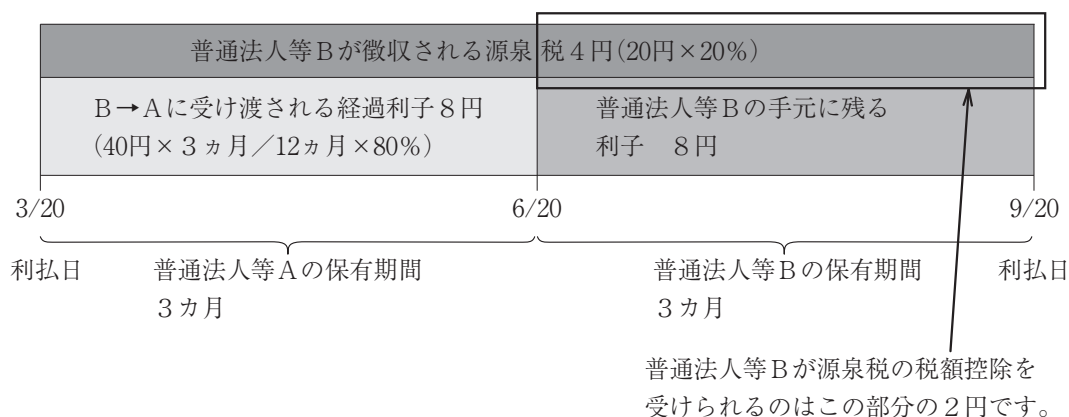 普通法人等Bが徴収される源泉税4円(20円×20%)
B→Aに受け渡される経過利子8円
(40円×3ヵ月/12ヵ月×80%)
普通法人等Bの手元に残る
利子 8円
3/20
6/20
9/20
利払日
普通法人等Aの保有期間
3カ月
普通法人等Bの保有期間
3カ月
利払日
普通法人等Bが源泉税の税額控除を
受けられるのはこの部分の2円です。